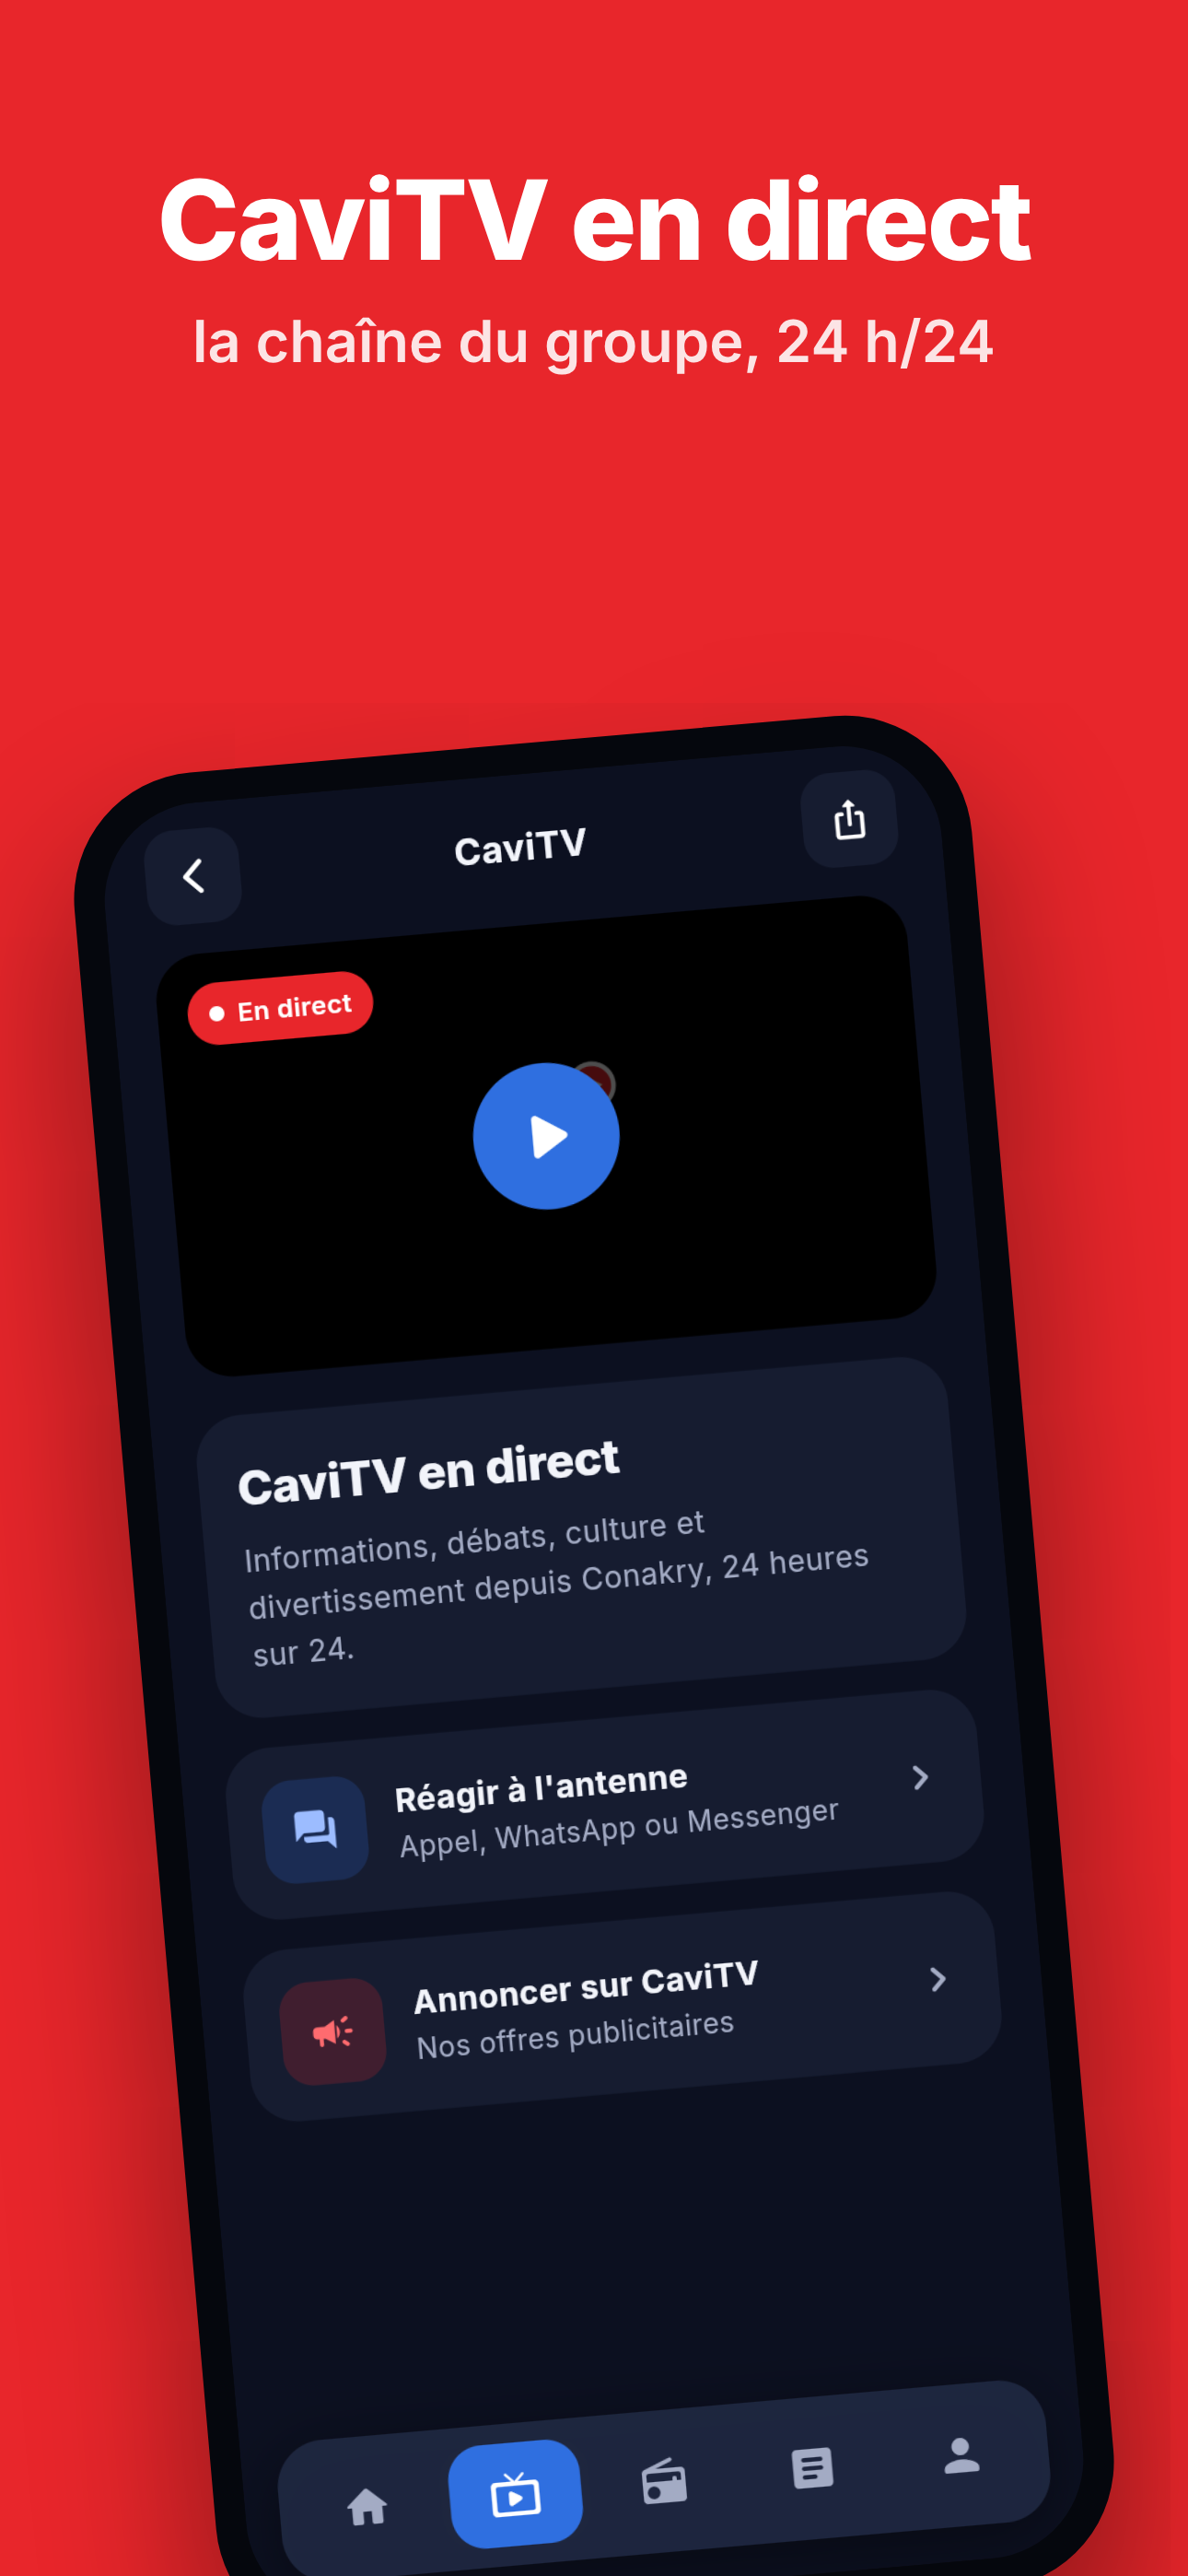 CaviTV en direct
la chaîne du groupe, 24 h/24
CaviTV
En direct
CaviTV en direct
Informations, débats, culture et
divertissement depuis Conakry, 24 heures
sur 24.
Réagir à l'antenne
Appel, WhatsApp ou Messenger
Annoncer sur CaviTV
Nos offres publicitaires